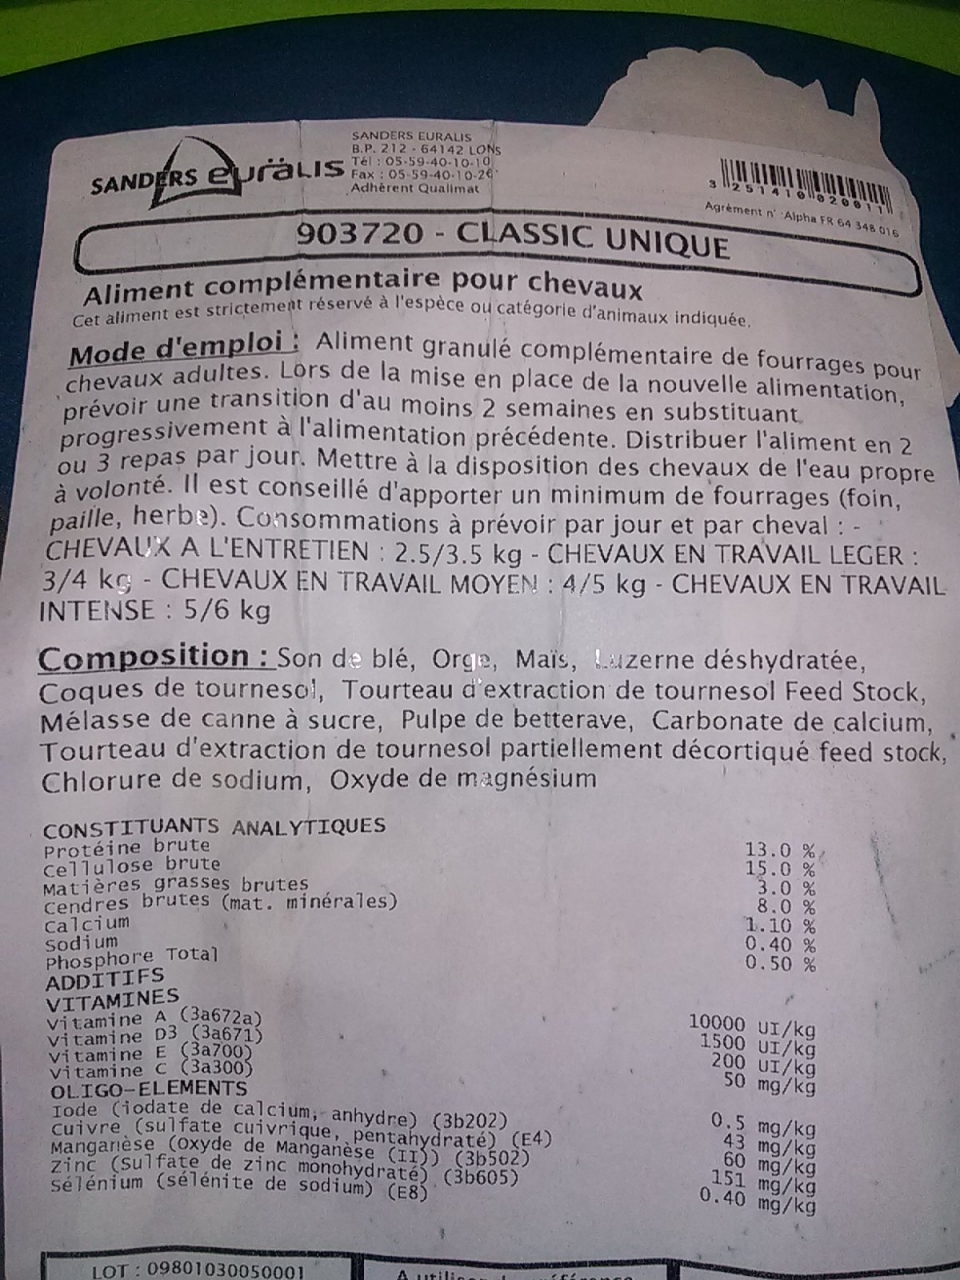 SANDERS euralis
SANDERS EURALIS
B.P. 212 - 64142 LONS
Tél : 05-59-40-10-10
Fax : 05-59-40-10-20
Adhèrent Qualimat
3 251410 020011
Agrèment n° Alpha FR 64 348 016
903720 - CLASSIC UNIQUE
Aliment complémentaire pour chevaux
Cet aliment est strictement réservé à l'espèce ou catégorie d'animaux indiquée.
Mode d'emploi : Aliment granulé complémentaire de fourrages pour
chevaux adultes. Lors de la mise en place de la nouvelle alimentation,
prévoir une transition d'au moins 2 semaines en substituant
progressivement à l'alimentation précédente. Distribuer l'aliment en 2
ou 3 repas par jour. Mettre à la disposition des chevaux de l'eau propre
à volonté. Il est conseillé d'apporter un minimum de fourrages (foin,
paille, herbe). Consommations à prévoir par jour et par cheval : -
CHEVAUX A L'ENTRETIEN : 2.5/3.5 kg - CHEVAUX EN TRAVAIL LEGER :
3/4 kg - CHEVAUX EN TRAVAIL MOYEN : 4/5 kg - CHEVAUX EN TRAVAIL
INTENSE : 5/6 kg
Composition : Son de blé, Orge, Maïs, Luzerne déshydratée,
Coques de tournesol, Tourteau d'extraction de tournesol Feed Stock,
Mélasse de canne à sucre, Pulpe de betterave, Carbonate de calcium,
Tourteau d'extraction de tournesol partiellement décortiqué feed stock,
Chlorure de sodium, Oxyde de magnésium
CONSTITUANTS ANALYTIQUES
Protéine brute 13.0 %
Cellulose brute 15.0 %
Matières grasses brutes 3.0 %
Cendres brutes (mat. minérales) 8.0 %
Calcium 1.10 %
Sodium 0.40 %
Phosphore Total 0.50 %
ADDITIFS
VITAMINES
Vitamine A (3a672a) 10000 UI/kg
Vitamine D3 (3a671) 1500 UI/kg
Vitamine E (3a700) 200 UI/kg
Vitamine C (3a300) 50 mg/kg
OLIGO-ELEMENTS
Iode (iodate de calcium, anhydre) (3b202) 0.5 mg/kg
Cuivre (sulfate cuivrique, pentahydraté) (E4) 43 mg/kg
Manganèse (Oxyde de Manganèse (II)) (3b502) 60 mg/kg
Zinc (Sulfate de zinc monohydraté) (3b605) 151 mg/kg
Sélénium (sélénite de sodium) (E8) 0.40 mg/kg
LOT : 09801030050001
A utiliser